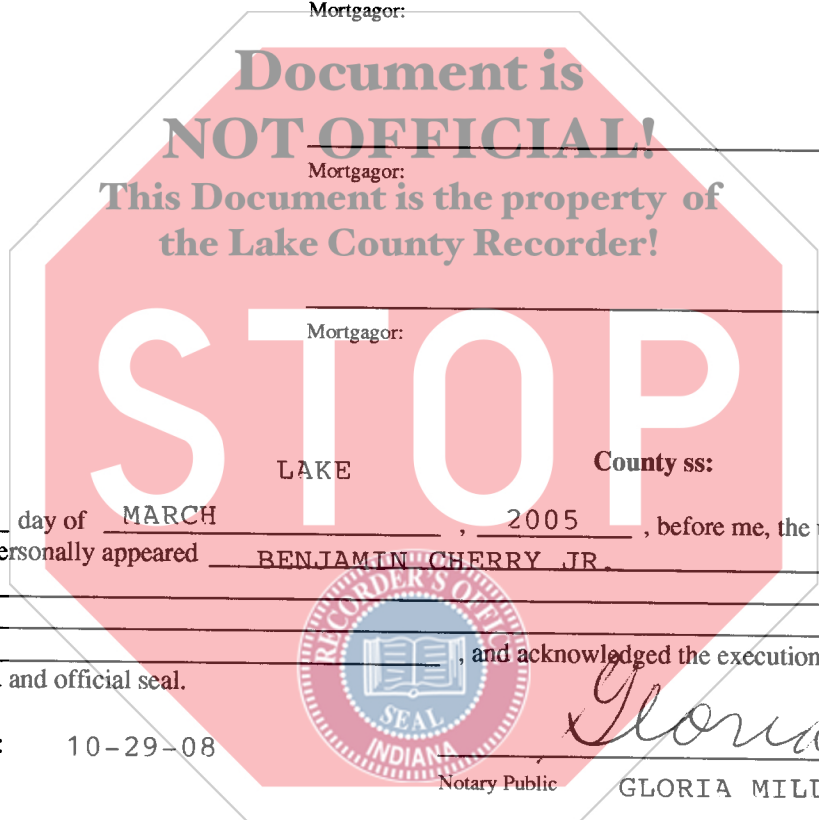 Mortgagor:
Document is
NOT OFFICIAL!
Mortgagor:
This Document is the property of
the Lake County Recorder!
Mortgagor:
STOP
LAKE County ss:
day of MARCH , 2005 , before me, the
ersonally appeared BENJAMIN CHERRY JR.
RECORDER'S OFFICE
, and acknowledged the execution
and official seal.
SEAL
INDIANA
: 10-29-08 Gloria
Notary Public GLORIA MILL